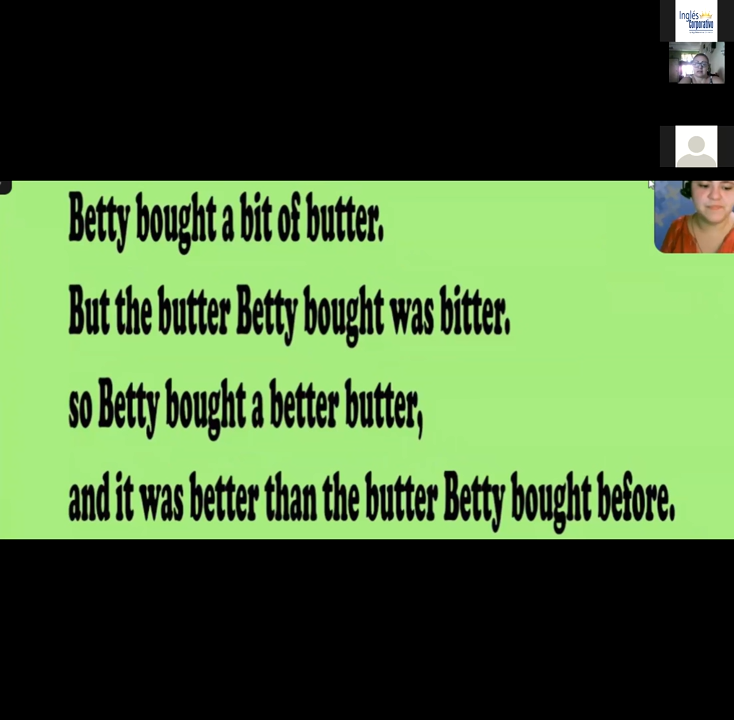 Inglés
Corporativo
Betty bought a bit of butter.
But the butter Betty bought was bitter.
so Betty bought a better butter,
and it was better than the butter Betty bought before.